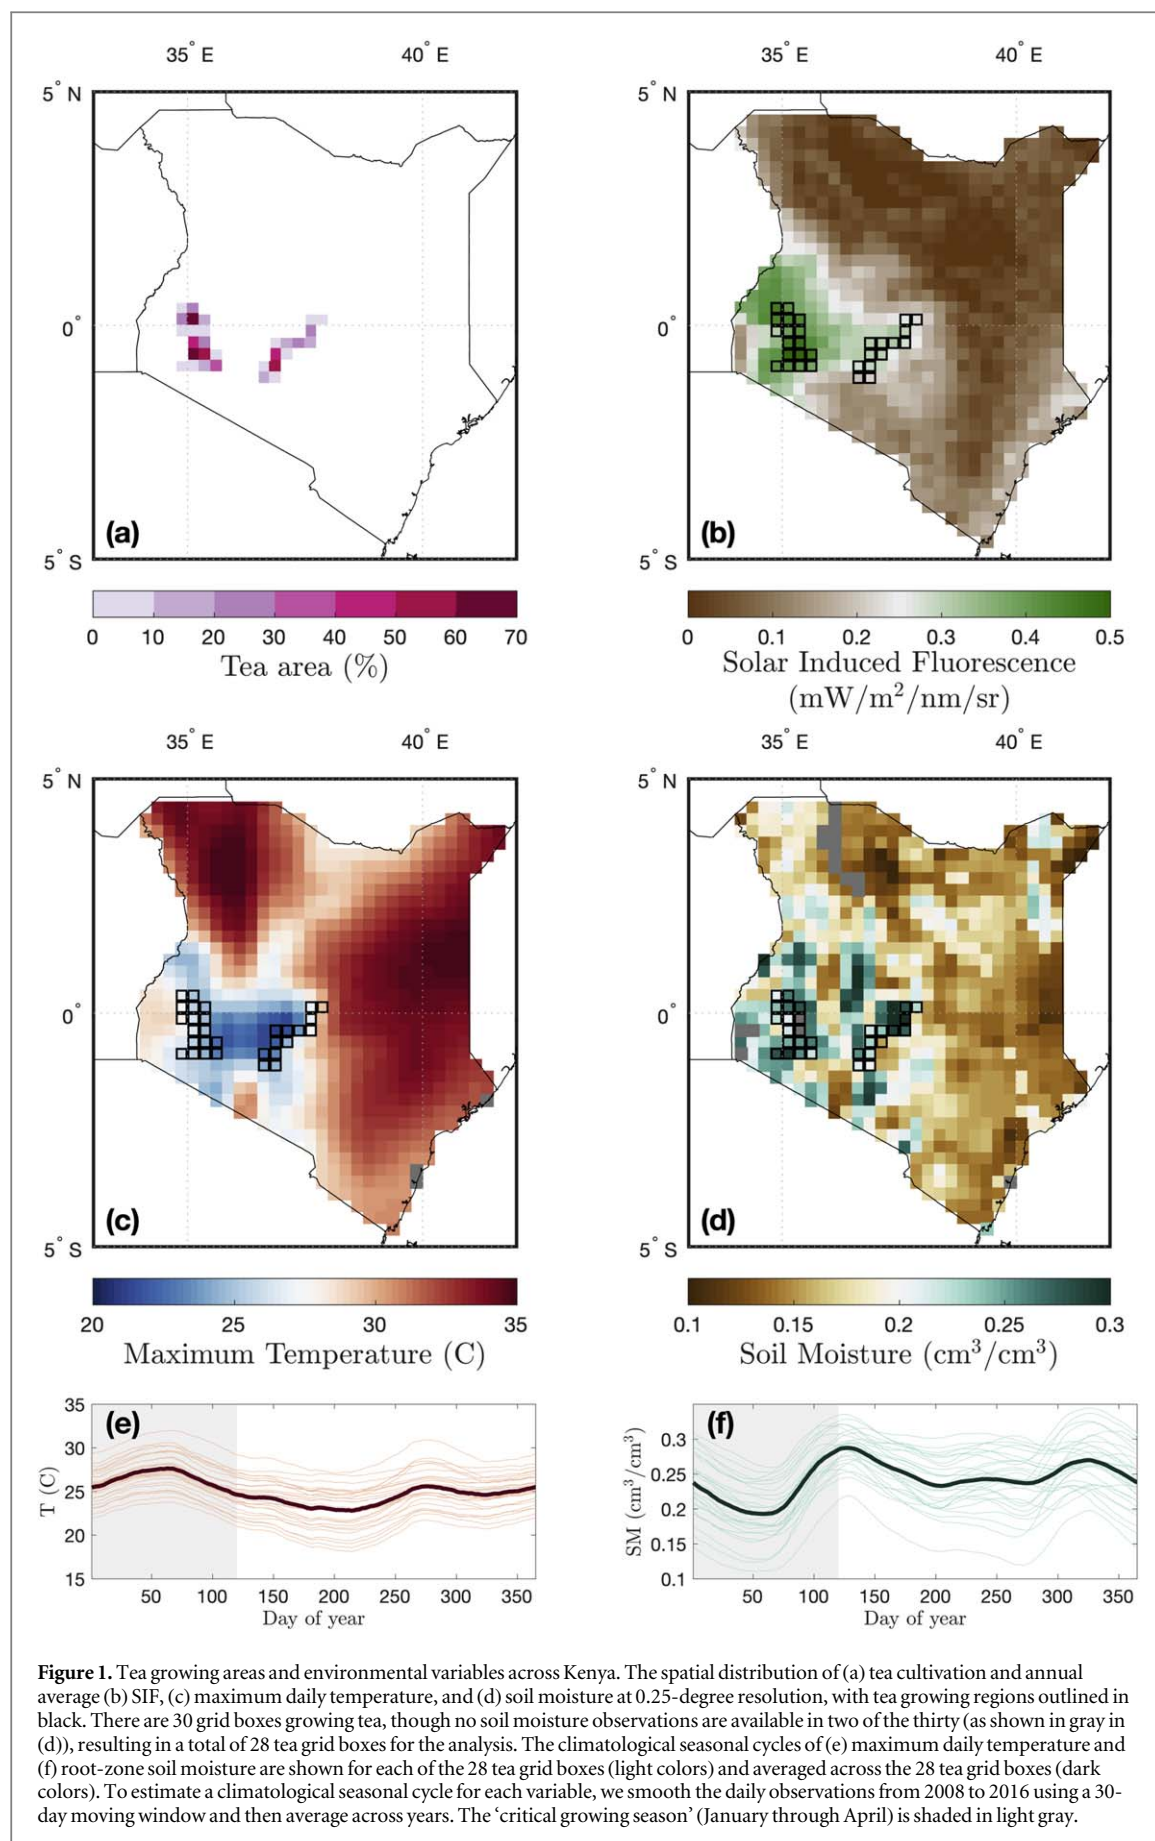 35° E 40° E 35° E 40° E
5° N 5° N
0° 0°
(a) (b)
5° S 5° S
0 10 20 30 40 50 60 70 0 0.1 0.2 0.3 0.4 0.5
Tea area (%) Solar Induced Fluorescence
(mW/m²/nm/sr)
35° E 40° E 35° E 40° E
5° N 5° N
0° 0°
(c) (d)
5° S 5° S
20 25 30 35 0.1 0.15 0.2 0.25 0.3
Maximum Temperature (C) Soil Moisture (cm³/cm³)
(e)
35
30
25
20
15
T (C)
50 100 150 200 250 300 350
Day of year
(f)
0.3
0.25
0.2
0.15
0.1
SM (cm³/cm³)
50 100 150 200 250 300 350
Day of year
Figure 1. Tea growing areas and environmental variables across Kenya. The spatial distribution of (a) tea cultivation and annual
average (b) SIF, (c) maximum daily temperature, and (d) soil moisture at 0.25-degree resolution, with tea growing regions outlined in
black. There are 30 grid boxes growing tea, though no soil moisture observations are available in two of the thirty (as shown in gray in
(d)), resulting in a total of 28 tea grid boxes for the analysis. The climatological seasonal cycles of (e) maximum daily temperature and
(f) root-zone soil moisture are shown for each of the 28 tea grid boxes (light colors) and averaged across the 28 tea grid boxes (dark
colors). To estimate a climatological seasonal cycle for each variable, we smooth the daily observations from 2008 to 2016 using a 30-
day moving window and then average across years. The ‘critical growing season’ (January through April) is shaded in light gray.